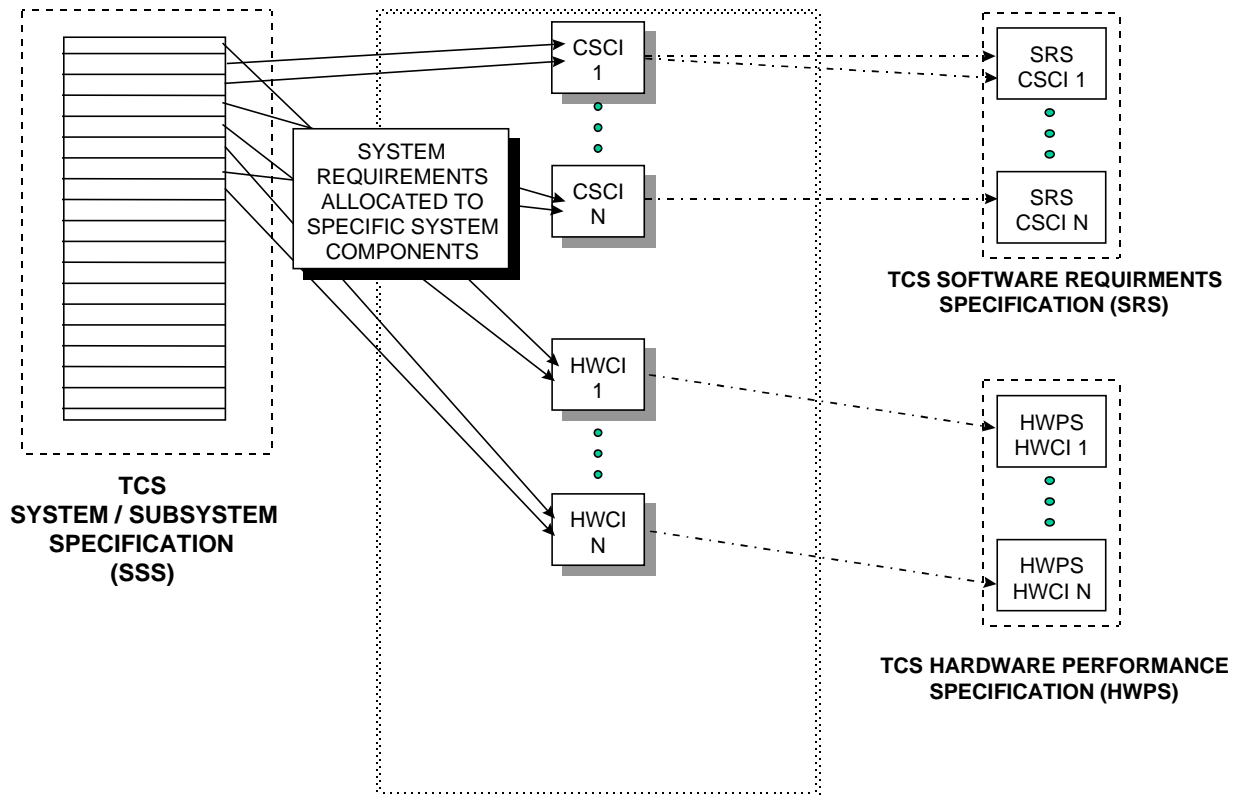 TCS
SYSTEM / SUBSYSTEM
SPECIFICATION
(SSS)
SYSTEM
REQUIREMENTS
ALLOCATED TO
SPECIFIC SYSTEM
COMPONENTS
CSCI
1
CSCI
N
HWCI
1
HWCI
N
SRS
CSCI 1
SRS
CSCI N
TCS SOFTWARE REQUIRMENTS
SPECIFICATION (SRS)
HWPS
HWCI 1
HWPS
HWCI N
TCS HARDWARE PERFORMANCE
SPECIFICATION (HWPS)